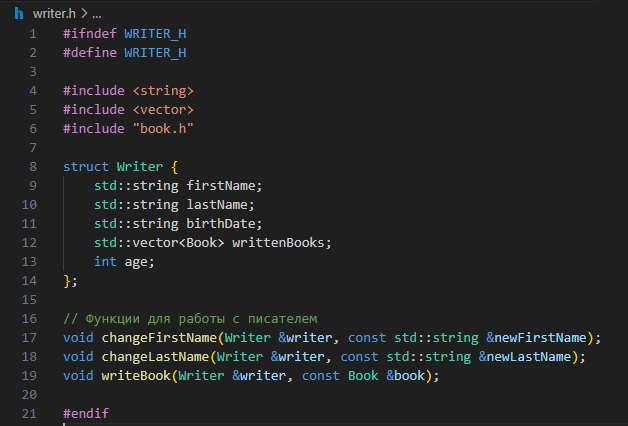 writer.h > ...
1 #ifndef WRITER_H
2 #define WRITER_H
3
4 #include <string>
5 #include <vector>
6 #include "book.h"
7
8 struct Writer {
9     std::string firstName;
10     std::string lastName;
11     std::string birthDate;
12     std::vector<Book> writtenBooks;
13     int age;
14 };
15
16 // Функции для работы с писателем
17 void changeFirstName(Writer &writer, const std::string &newFirstName);
18 void changeLastName(Writer &writer, const std::string &newLastName);
19 void writeBook(Writer &writer, const Book &book);
20
21 #endif